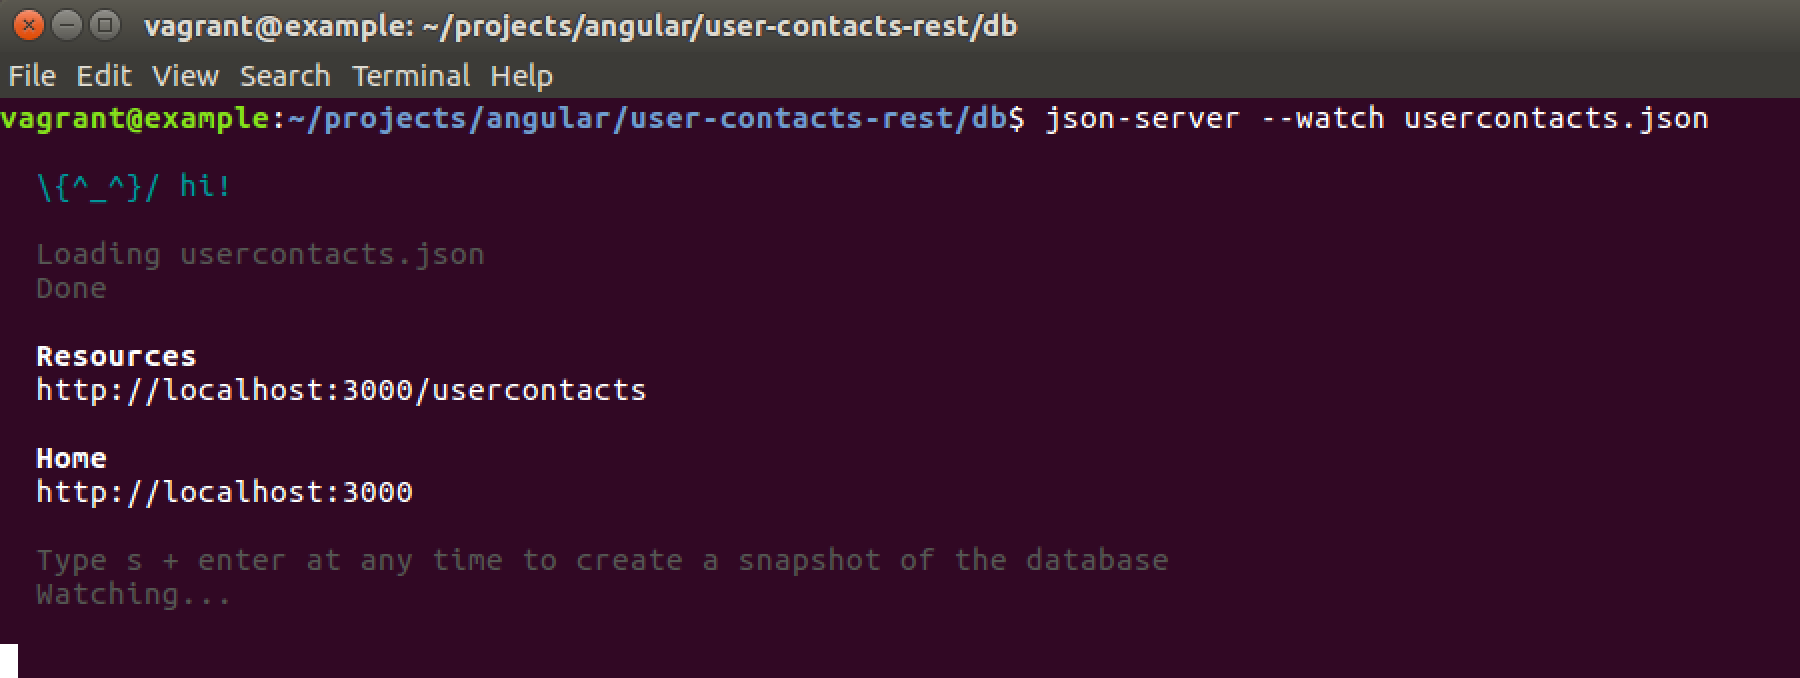 vagrant@example: ~/projects/angular/user-contacts-rest/db
File Edit View Search Terminal Help
vagrant@example:~/projects/angular/user-contacts-rest/db$ json-server --watch usercontacts.json
\{^_^}/ hi!
Loading usercontacts.json
Done
Resources
http://localhost:3000/usercontacts
Home
http://localhost:3000
Type s + enter at any time to create a snapshot of the database
Watching...